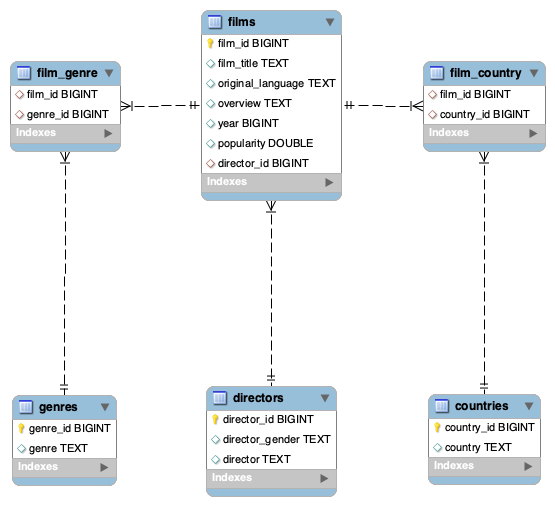 films
film_id BIGINT
film_title TEXT
original_language TEXT
overview TEXT
year BIGINT
popularity DOUBLE
director_id BIGINT
Indexes
film_genre
film_id BIGINT
genre_id BIGINT
Indexes
film_country
film_id BIGINT
country_id BIGINT
Indexes
genres
genre_id BIGINT
genre TEXT
Indexes
directors
director_id BIGINT
director_gender TEXT
director TEXT
Indexes
countries
country_id BIGINT
country TEXT
Indexes